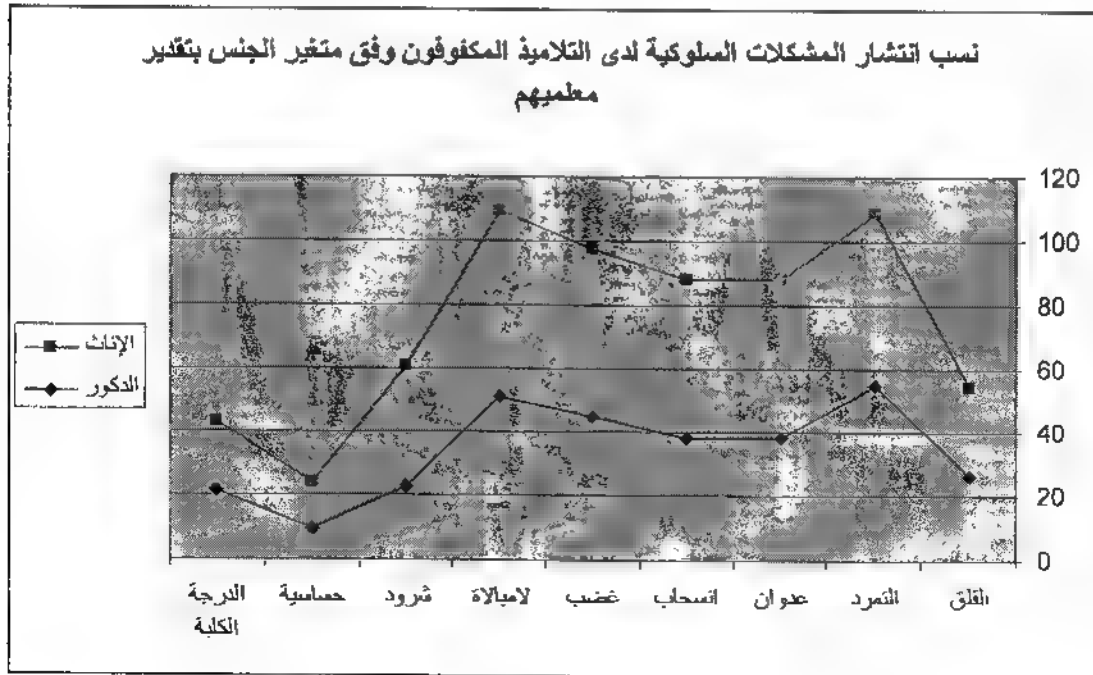 نسب انتشار المشكلات السلوكية لدى التلاميذ المكفوفون وفق متغير الجنس بتقدير
معلميهم
120
100
80
60
40
20
0
الإناث
الذكور
القلق
التمرد
عدوان
انسحاب
غضب
لامبالاة
شرود
حساسية
الدرجة
الكلية